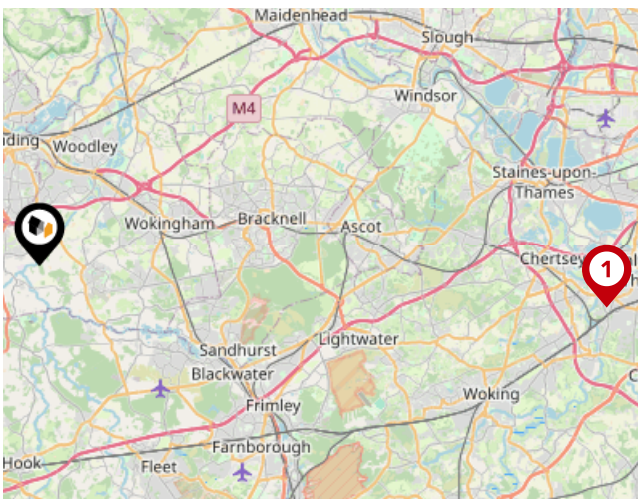 Maidenhead
Slough
M4
Windsor
ding
Woodley
Staines-upon-
Thames
Wokingham
Bracknell
Ascot
Chertsey
1
Lightwater
Sandhurst
Blackwater
Frimley
Woking
Farnborough
Hook
Fleet